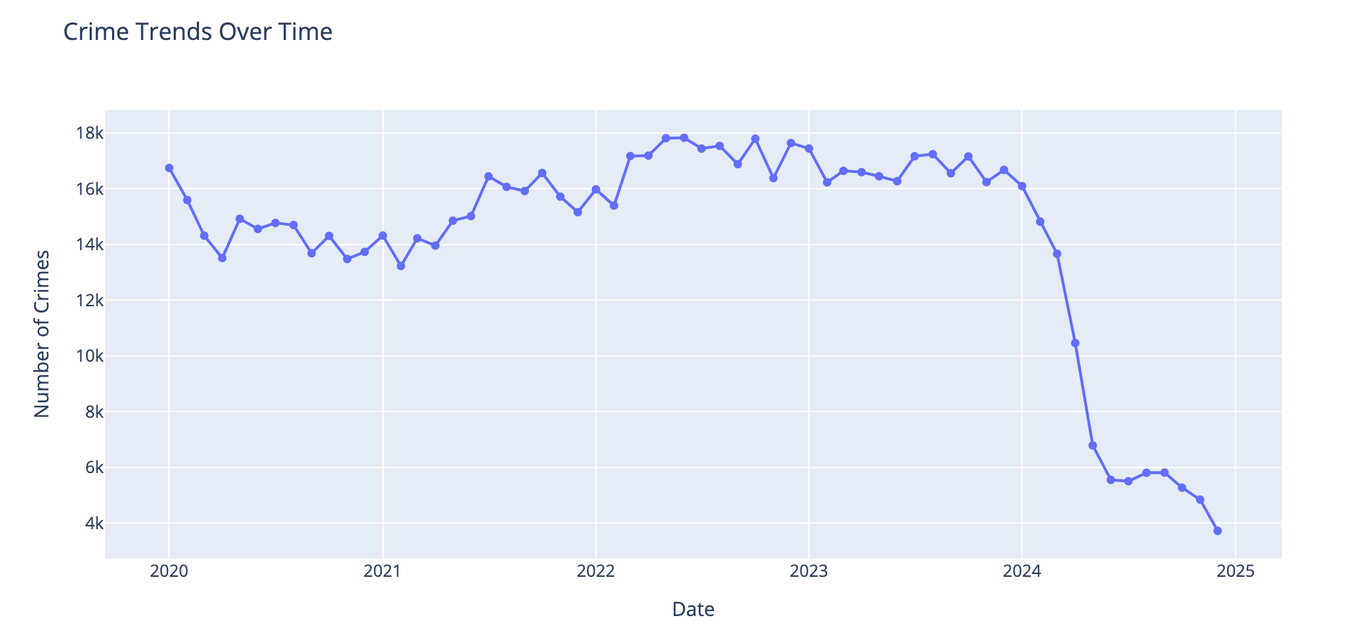 Crime Trends Over Time
18k
16k
14k
12k
10k
8k
6k
4k
Number of Crimes
2020 2021 2022 2023 2024 2025
Date